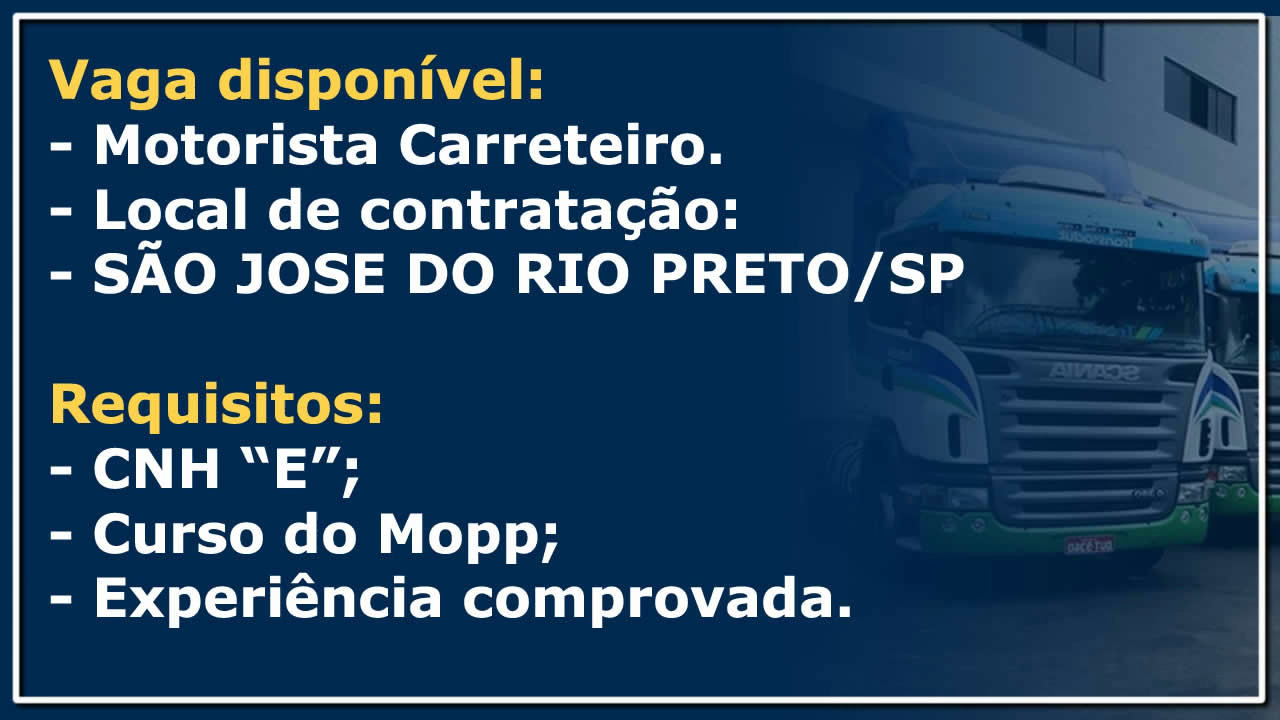 Vaga disponível:
- Motorista Carreteiro.
- Local de contratação:
- SÃO JOSE DO RIO PRETO/SP
Requisitos:
- CNH “E”;
- Curso do Mopp;
- Experiência comprovada.
SCANIA